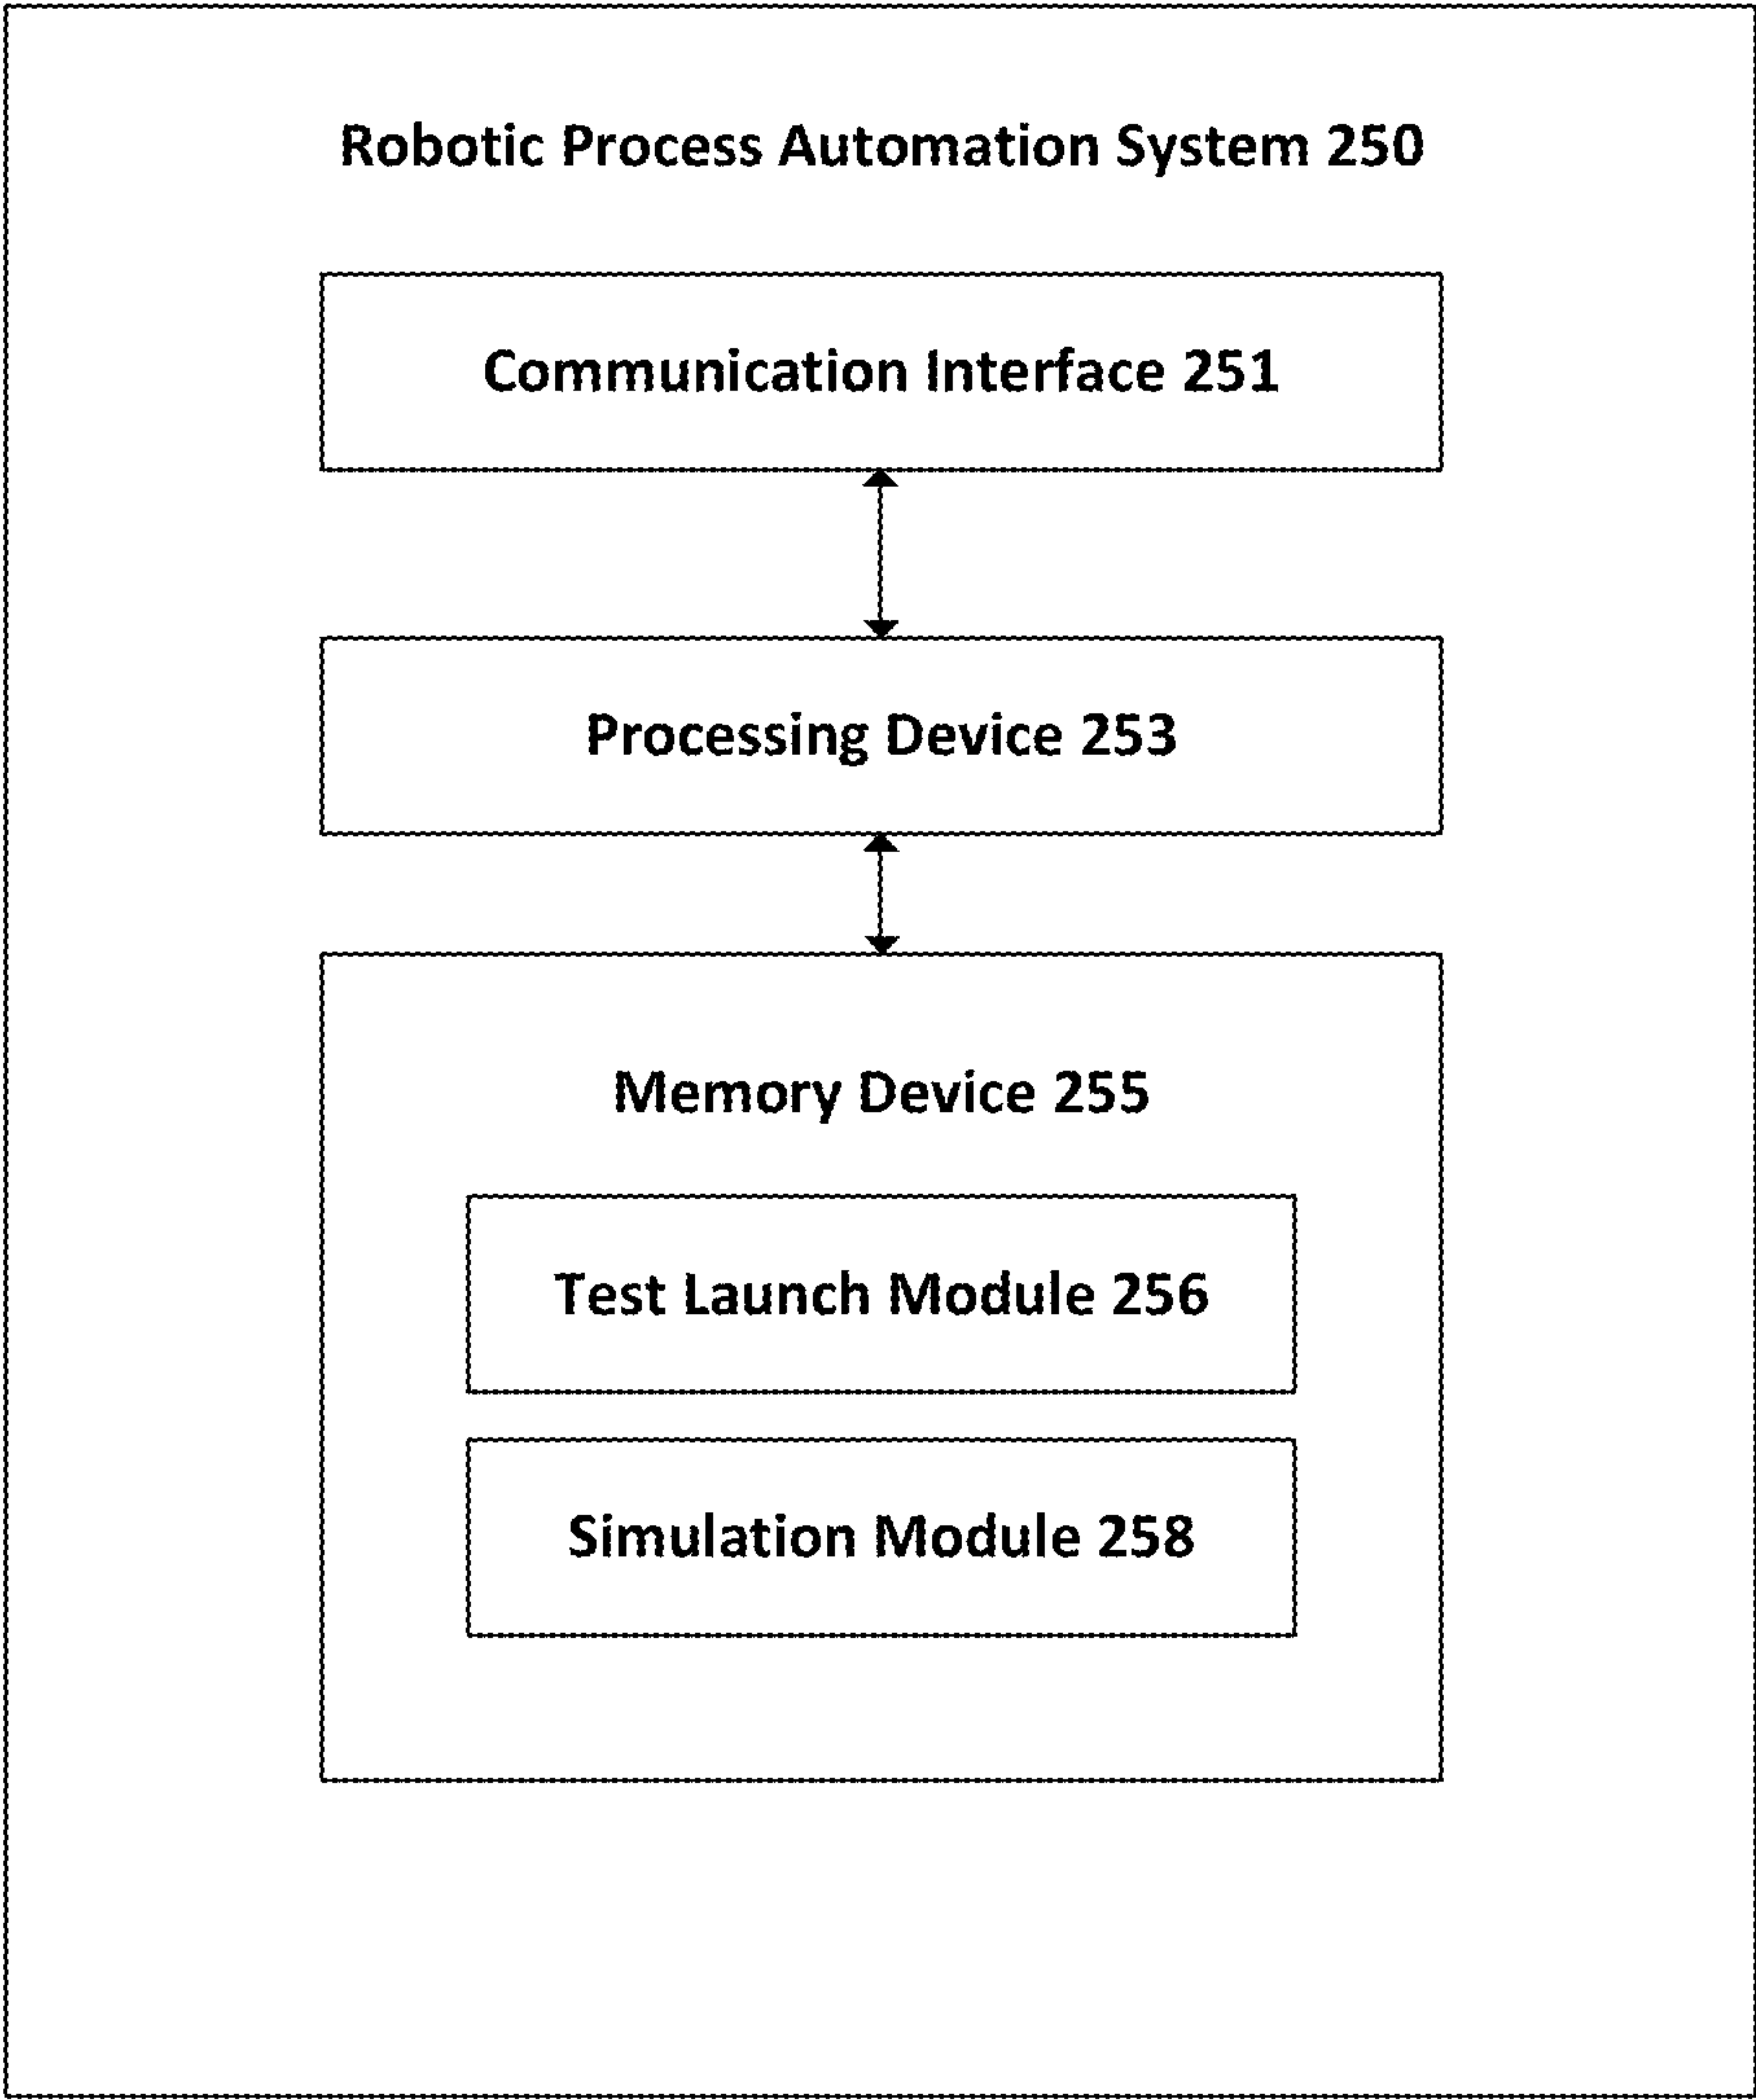 Robotic Process Automation System 250
Communication Interface 251
Processing Device 253
Memory Device 255
Test Launch Module 256
Simulation Module 258